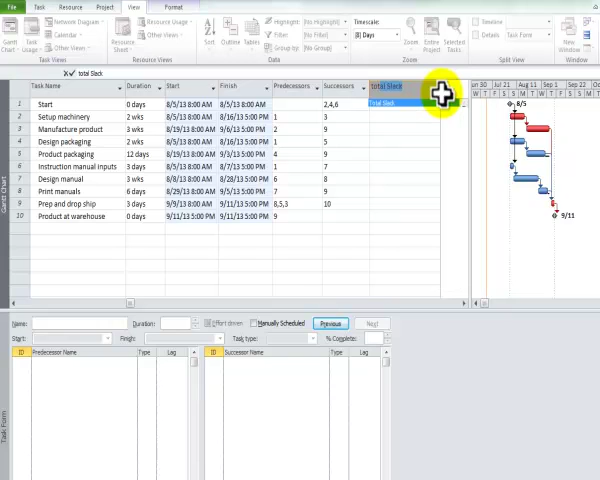 File Task Resource Project View Format
Network Diagram
Calendar
Other Views
Gantt Chart
Task Usage
Task Views
Resource Usage
Other Views
Resource Sheet
Resource Views
Sort
Outline
Tables
Highlight: [No Highlight]
Filter: [No Filter]
Group by: [No Group]
Data
Timescale:
[8] Days
Zoom
Entire Project
Selected Tasks
Zoom
Timeline
Details Task Form
Split View
New Window
Window
total Slack
Task Name Duration Start Finish Predecessors Successors total Slack
Total Slack
Jun 30 Jul 21 Aug 11 Sep 1 Sep 22 Oct
W T F S S M T W T F S
1 Start 0 days 8/5/13 8:00 AM 8/5/13 8:00 AM 2,4,6
2 Setup machinery 2 wks 8/5/13 8:00 AM 8/16/13 5:00 PM 1 3
3 Manufacture product 3 wks 8/19/13 8:00 AM 9/6/13 5:00 PM 2 9
4 Design packaging 2 wks 8/5/13 8:00 AM 8/16/13 5:00 PM 1 5
5 Product packaging 12 days 8/19/13 8:00 AM 9/3/13 5:00 PM 4 9
6 Instruction manual inputs 3 days 8/5/13 8:00 AM 8/7/13 5:00 PM 1 7
7 Design manual 3 wks 8/8/13 8:00 AM 8/28/13 5:00 PM 6 8
8 Print manuals 6 days 8/29/13 8:00 AM 9/5/13 5:00 PM 7 9
9 Prep and drop ship 3 days 9/9/13 8:00 AM 9/11/13 5:00 PM 8,5,3 10
10 Product at warehouse 0 days 9/11/13 5:00 PM 9/11/13 5:00 PM 9
8/5
9/11
Gantt Chart
Name: Duration: Effort driven Manually Scheduled Previous Next
Start: Finish: Task type: % Complete:
ID Predecessor Name Type Lag ID Successor Name Type Lag
Task Form